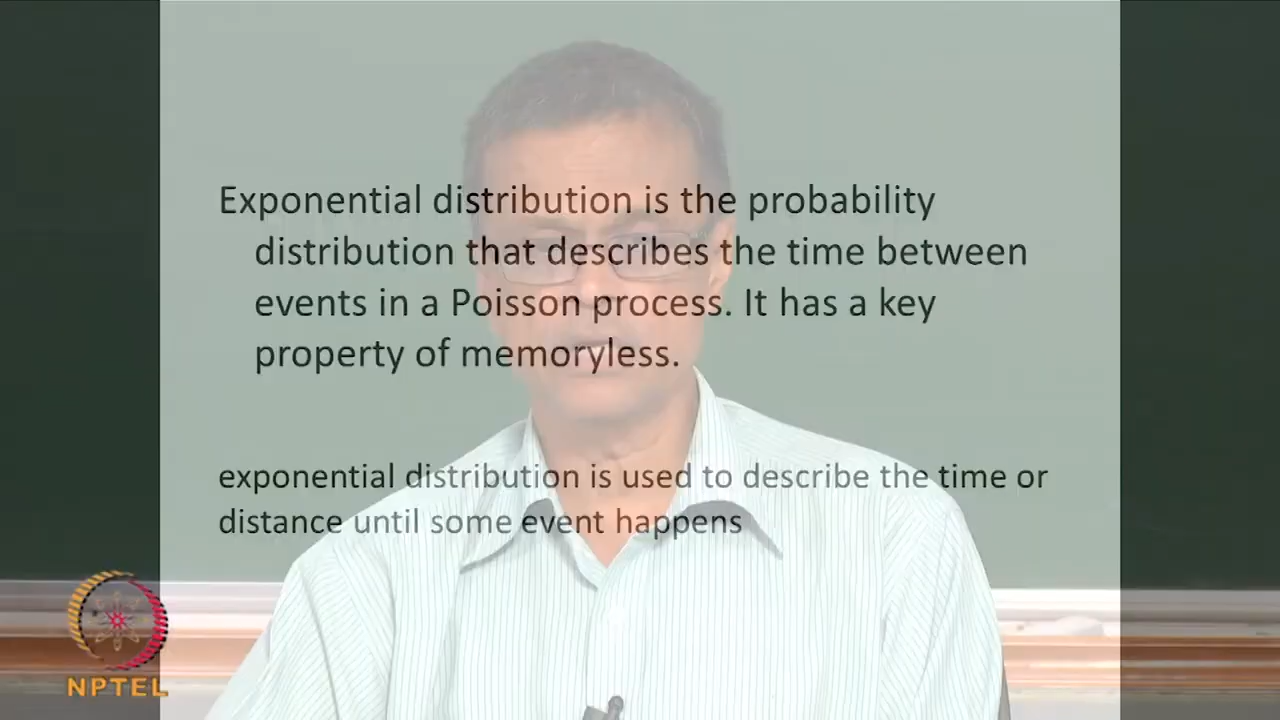 Exponential distribution is the probability
distribution that describes the time between
events in a Poisson process. It has a key
property of memoryless.
exponential distribution is used to describe the time or
distance until some event happens
NPTEL